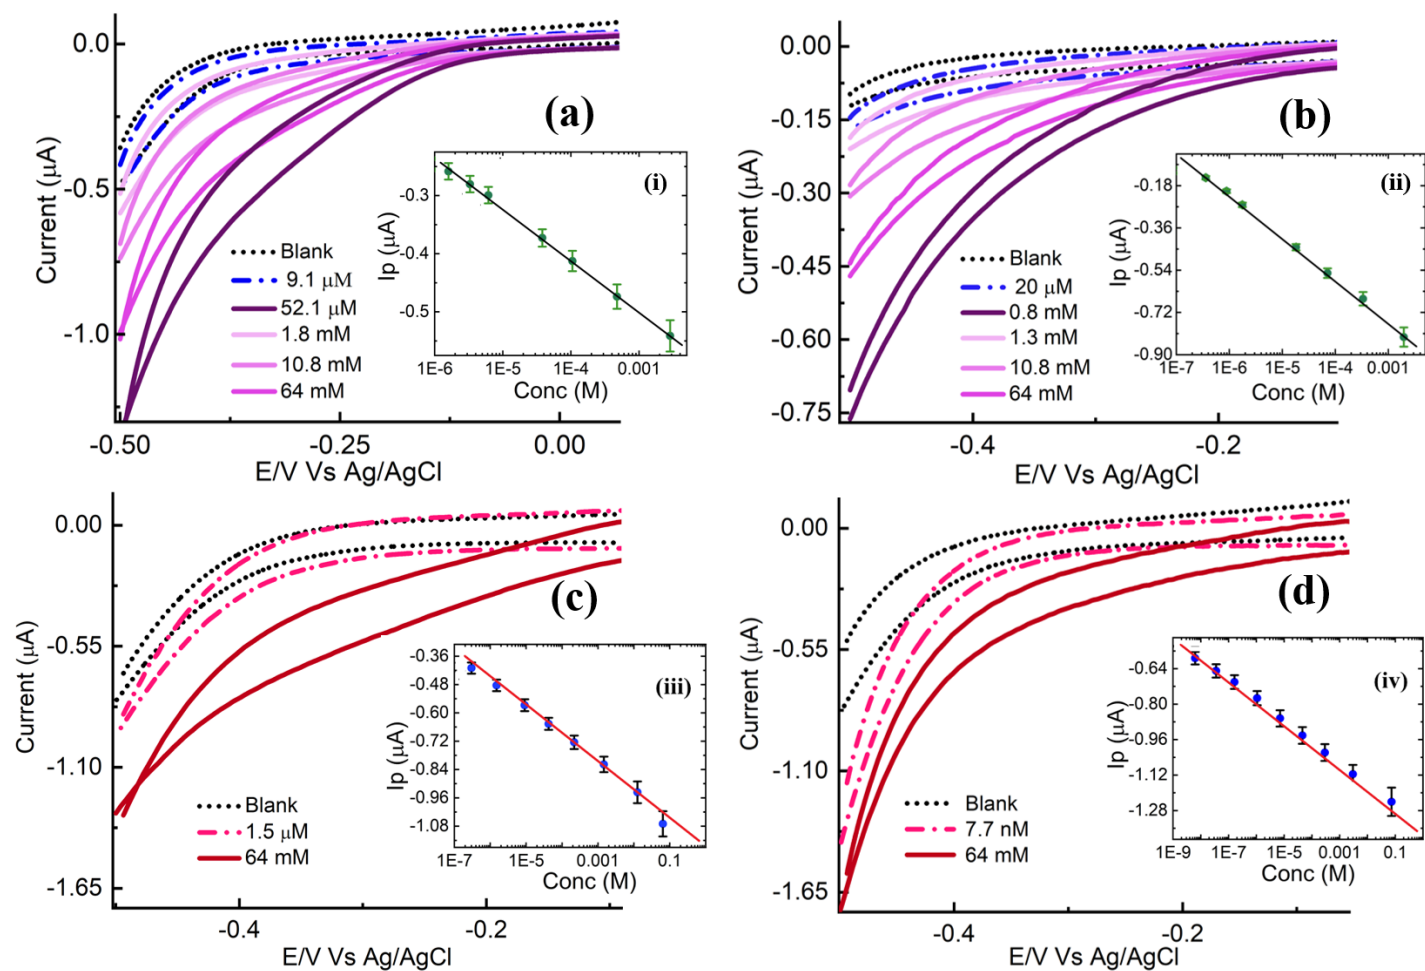 0.0
-0.5
-1.0
Current (µA)
(a)
Blank
9.1 µM
52.1 µM
1.8 mM
10.8 mM
64 mM
-0.50
-0.25
0.00
E/V Vs Ag/AgCl
(i)
-0.3
-0.4
-0.5
Ip (µA)
1E-6
1E-5
1E-4
0.001
Conc (M)
0.00
-0.15
-0.30
-0.45
-0.60
-0.75
Current (µA)
(b)
Blank
20 µM
0.8 mM
1.3 mM
10.8 mM
64 mM
-0.4
-0.2
E/V Vs Ag/AgCl
(ii)
-0.18
-0.36
-0.54
-0.72
-0.90
Ip (µA)
1E-7
1E-6
1E-5
1E-4
0.001
Conc (M)
0.00
-0.55
-1.10
-1.65
Current (µA)
(c)
Blank
1.5 µM
64 mM
-0.4
-0.2
E/V Vs Ag/AgCl
(iii)
-0.36
-0.48
-0.60
-0.72
-0.84
-0.96
-1.08
Ip (µA)
1E-7
1E-5
0.001
0.1
Conc (M)
0.00
-0.55
-1.10
-1.65
Current (µA)
(d)
Blank
7.7 nM
64 mM
-0.4
-0.2
E/V Vs Ag/AgCl
(iv)
-0.64
-0.80
-0.96
-1.12
-1.28
Ip (µA)
1E-9
1E-7
1E-5
0.001
0.1
Conc (M)